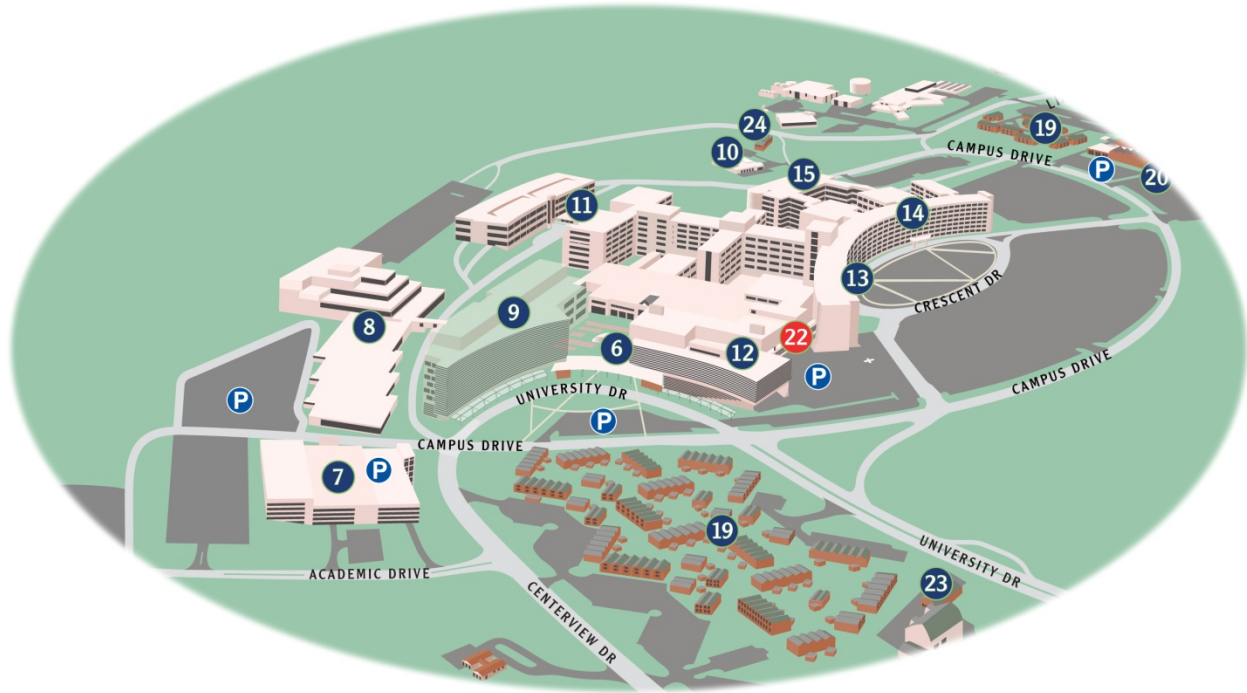 19
24
CAMPUS DRIVE
10
P
15
20
11
14
13
CRESCENT DR
9
8
22
6
12
P
CAMPUS DRIVE
UNIVERSITY DR
P
P
CAMPUS DRIVE
7
P
19
UNIVERSITY DR
ACADEMIC DRIVE
23
CENTERVIEW DR